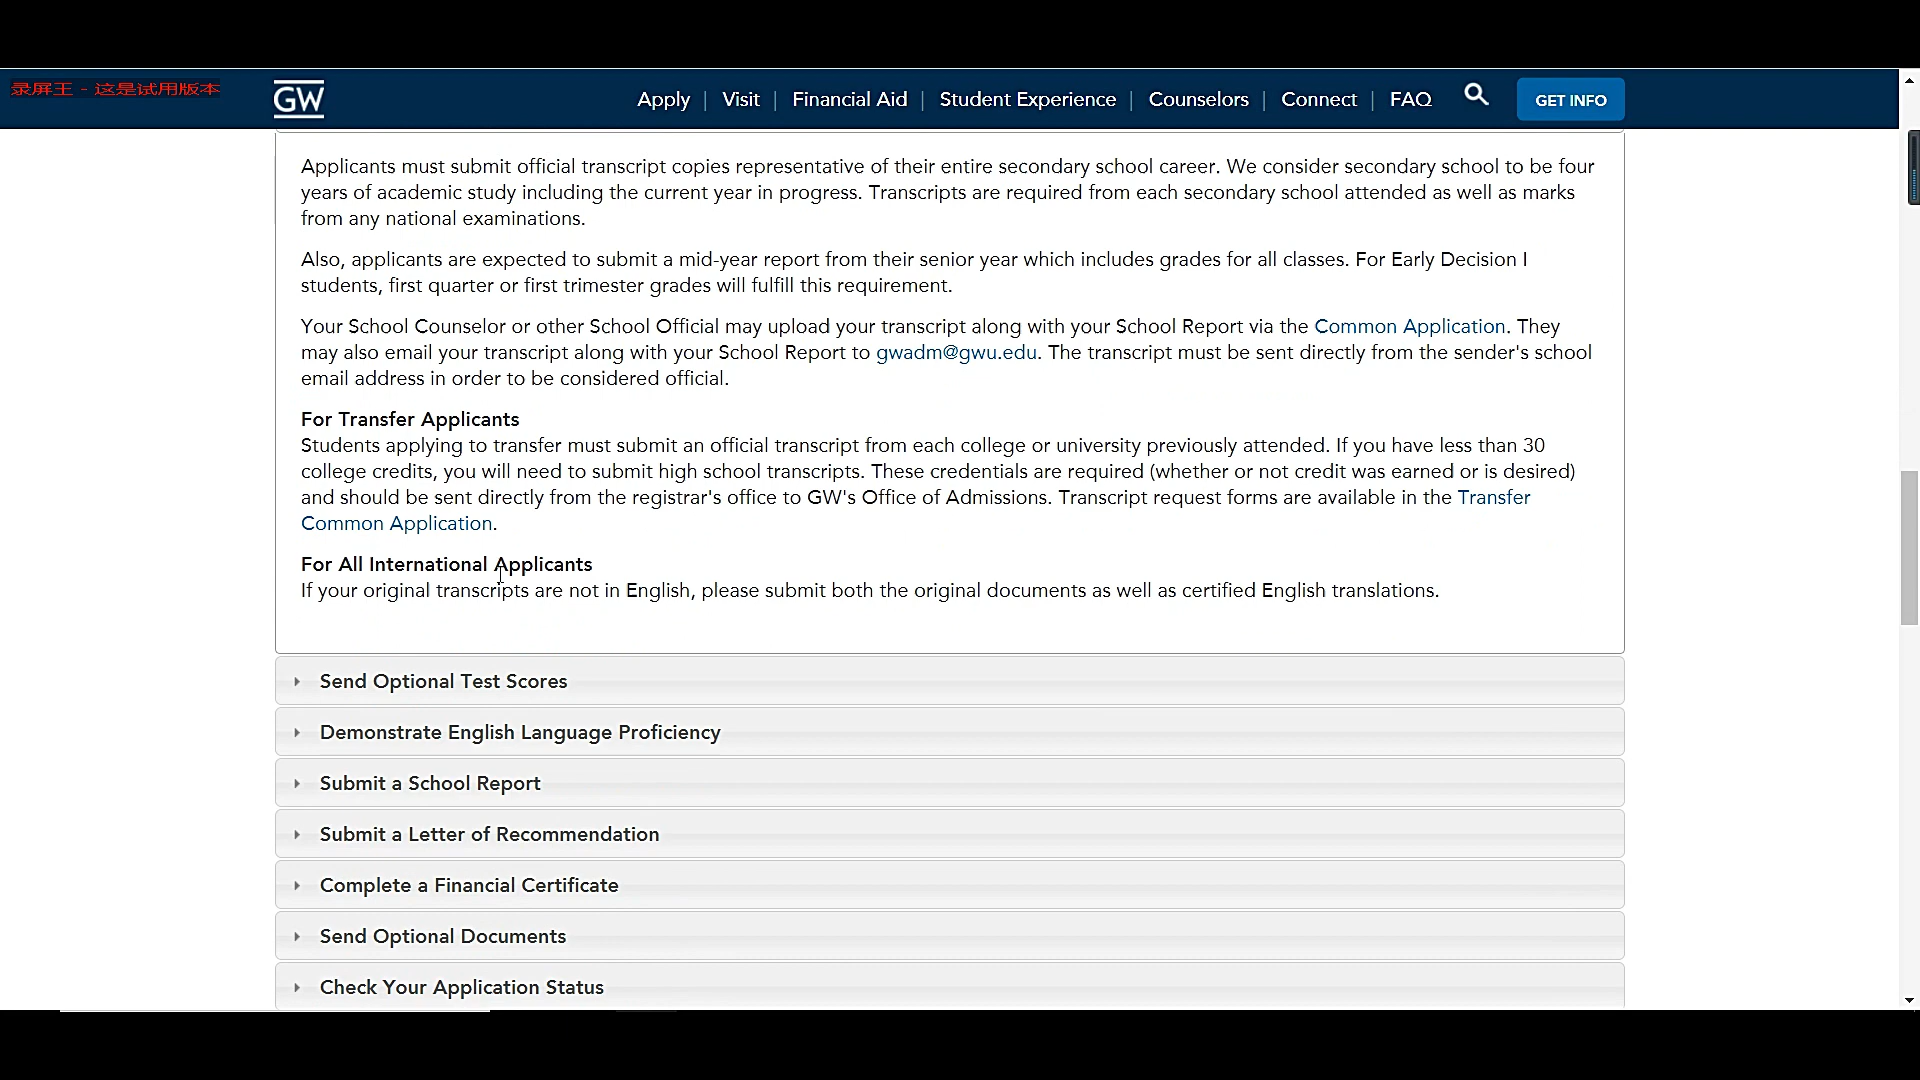 录屏王 - 这是试用版本
GW
Apply | Visit | Financial Aid | Student Experience | Counselors | Connect | FAQ
GET INFO
Applicants must submit official transcript copies representative of their entire secondary school career. We consider secondary school to be four
years of academic study including the current year in progress. Transcripts are required from each secondary school attended as well as marks
from any national examinations.
Also, applicants are expected to submit a mid-year report from their senior year which includes grades for all classes. For Early Decision I
students, first quarter or first trimester grades will fulfill this requirement.
Your School Counselor or other School Official may upload your transcript along with your School Report via the Common Application. They
may also email your transcript along with your School Report to gwadm@gwu.edu. The transcript must be sent directly from the sender's school
email address in order to be considered official.
For Transfer Applicants
Students applying to transfer must submit an official transcript from each college or university previously attended. If you have less than 30
college credits, you will need to submit high school transcripts. These credentials are required (whether or not credit was earned or is desired)
and should be sent directly from the registrar's office to GW's Office of Admissions. Transcript request forms are available in the Transfer
Common Application.
For All International Applicants
If your original transcripts are not in English, please submit both the original documents as well as certified English translations.
Send Optional Test Scores
Demonstrate English Language Proficiency
Submit a School Report
Submit a Letter of Recommendation
Complete a Financial Certificate
Send Optional Documents
Check Your Application Status